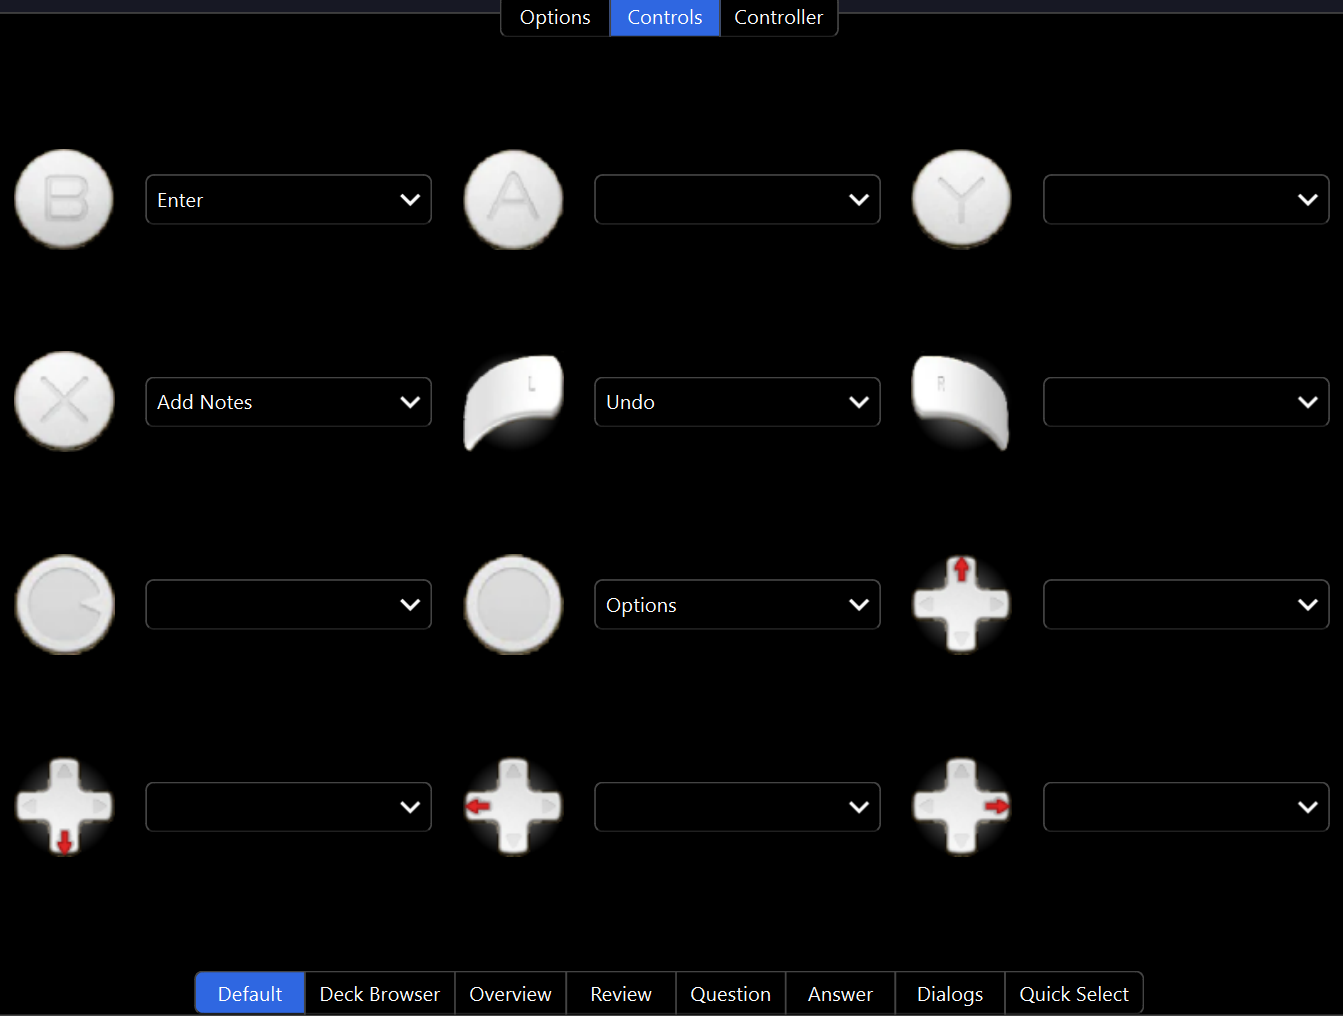 Options Controls Controller
B Enter A Y
X Add Notes L Undo R
Options
Default Deck Browser Overview Review Question Answer Dialogs Quick Select